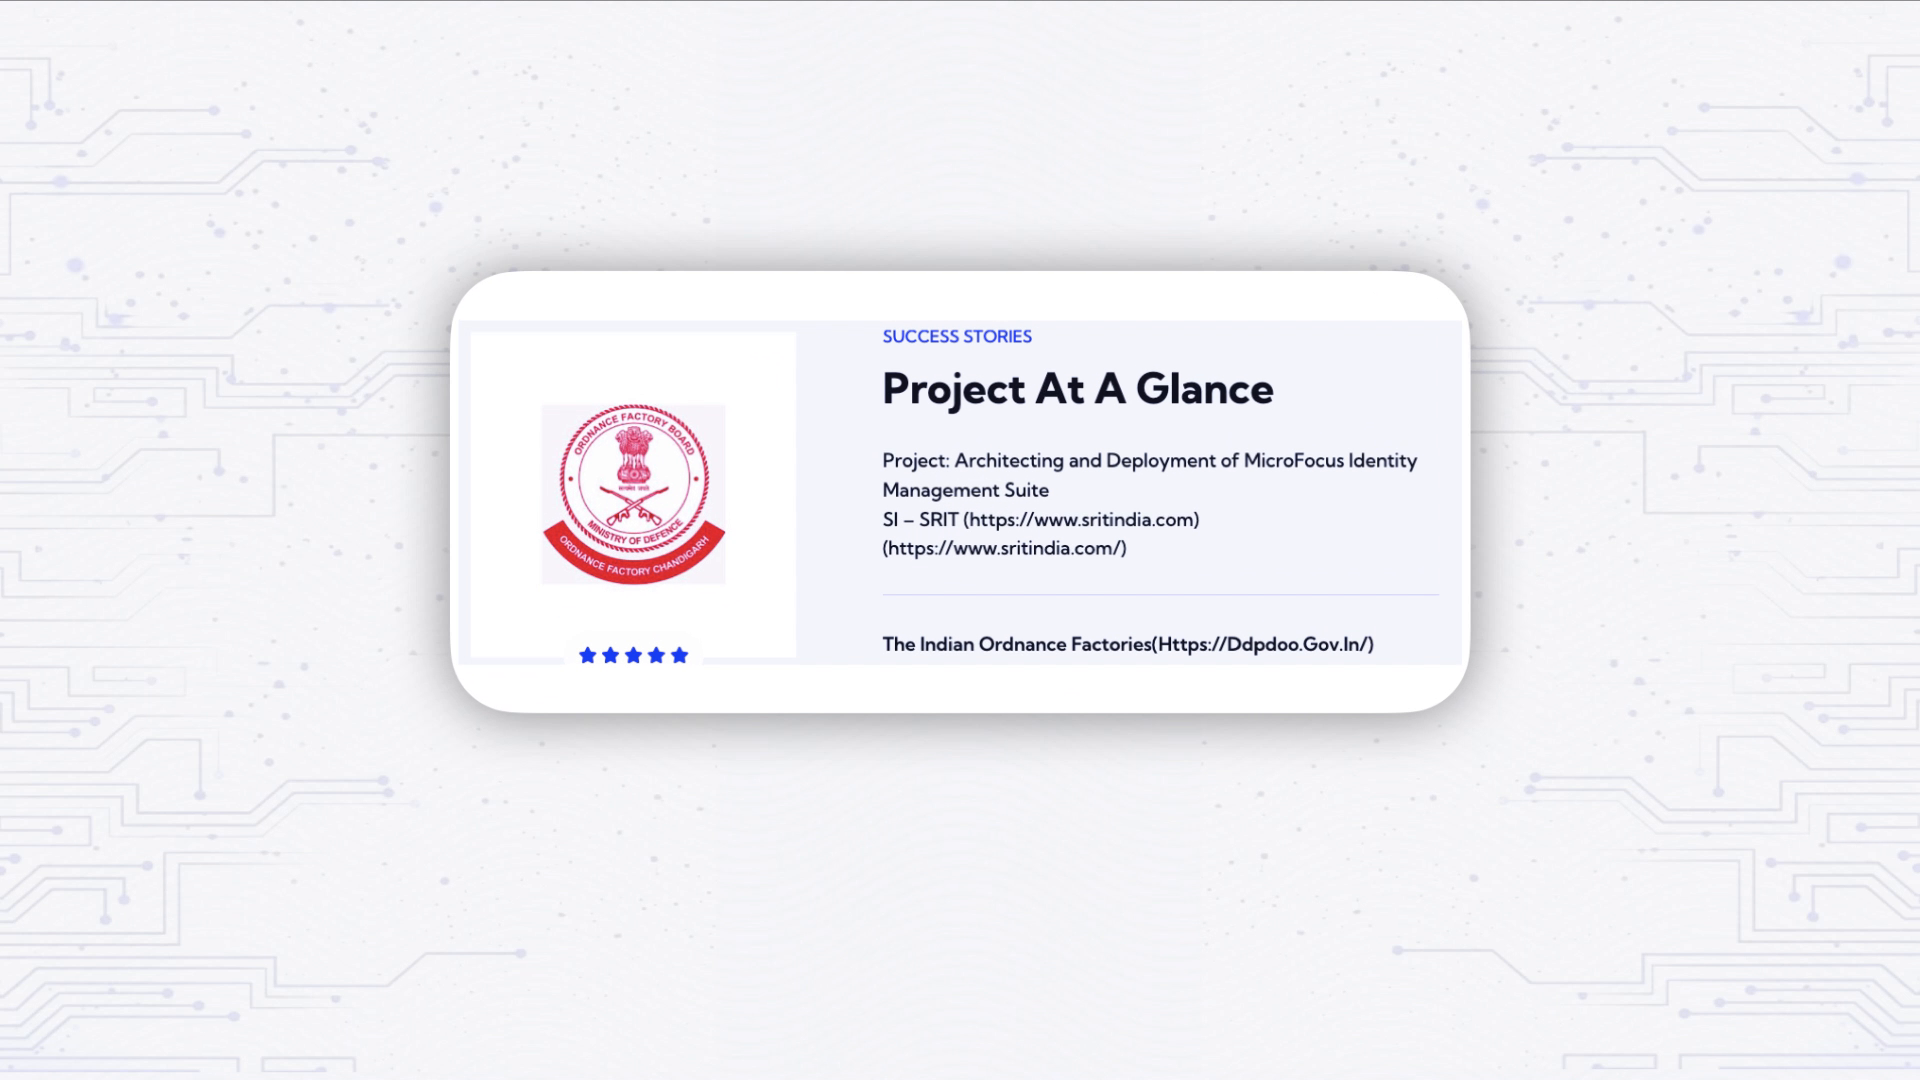 ORDNANCE FACTORY BOARD
MINISTRY OF DEFENCE
ORDNANCE FACTORY CHANDIGARH
SUCCESS STORIES
Project At A Glance
Project: Architecting and Deployment of MicroFocus Identity
Management Suite
SI – SRIT (https://www.sritindia.com)
(https://www.sritindia.com/)
The Indian Ordnance Factories(Https://Ddpdoo.Gov.In/)